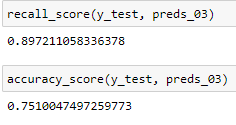 recall_score(y_test, preds_03)
0.897211058336378
accuracy_score(y_test, preds_03)
0.7510047497259773